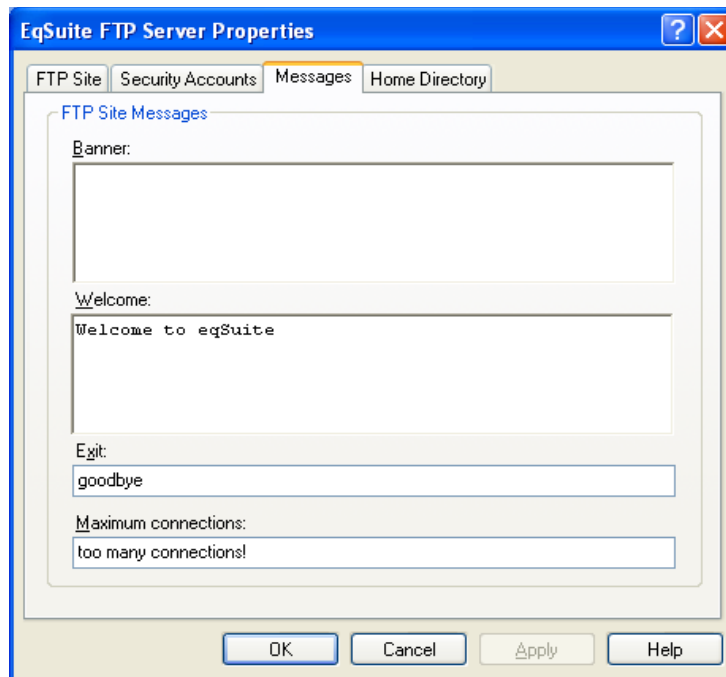 EqSuite FTP Server Properties
FTP Site Security Accounts Messages Home Directory
FTP Site Messages
Banner:
Welcome:
Welcome to eqSuite
Exit:
goodbye
Maximum connections:
too many connections!
OK Cancel Apply Help